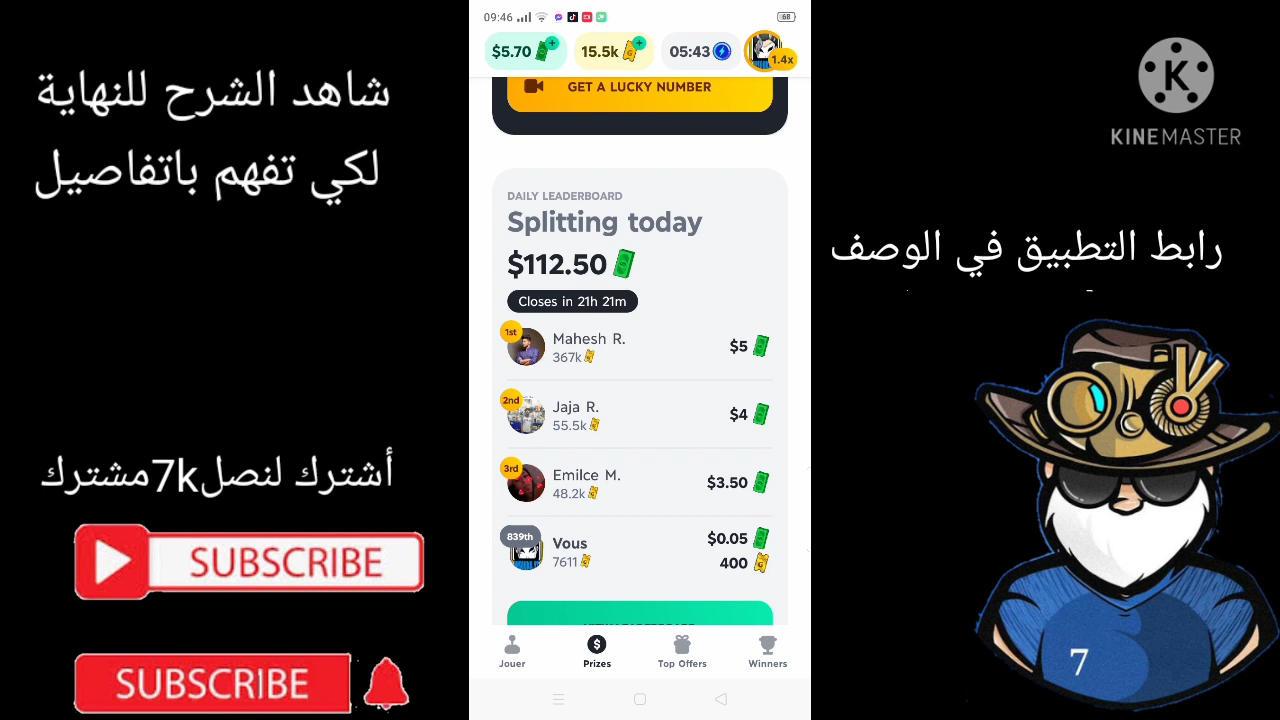 شاهد الشرح للنهاية
لكي تفهم باتفاصيل
أشترك لنصل7kمشترك
SUBSCRIBE
SUBSCRIBE
09:46
68
$5.70
15.5k
05:43
1.4x
GET A LUCKY NUMBER
DAILY LEADERBOARD
Splitting today
$112.50
Closes in 21h 21m
1st
Mahesh R.
367k
$5
2nd
Jaja R.
55.5k
$4
3rd
Emilce M.
48.2k
$3.50
839th
Vous
7611
$0.05
400
Jouer
Prizes
Top Offers
Winners
K
KINEMASTER
رابط التطبيق في الوصف
7